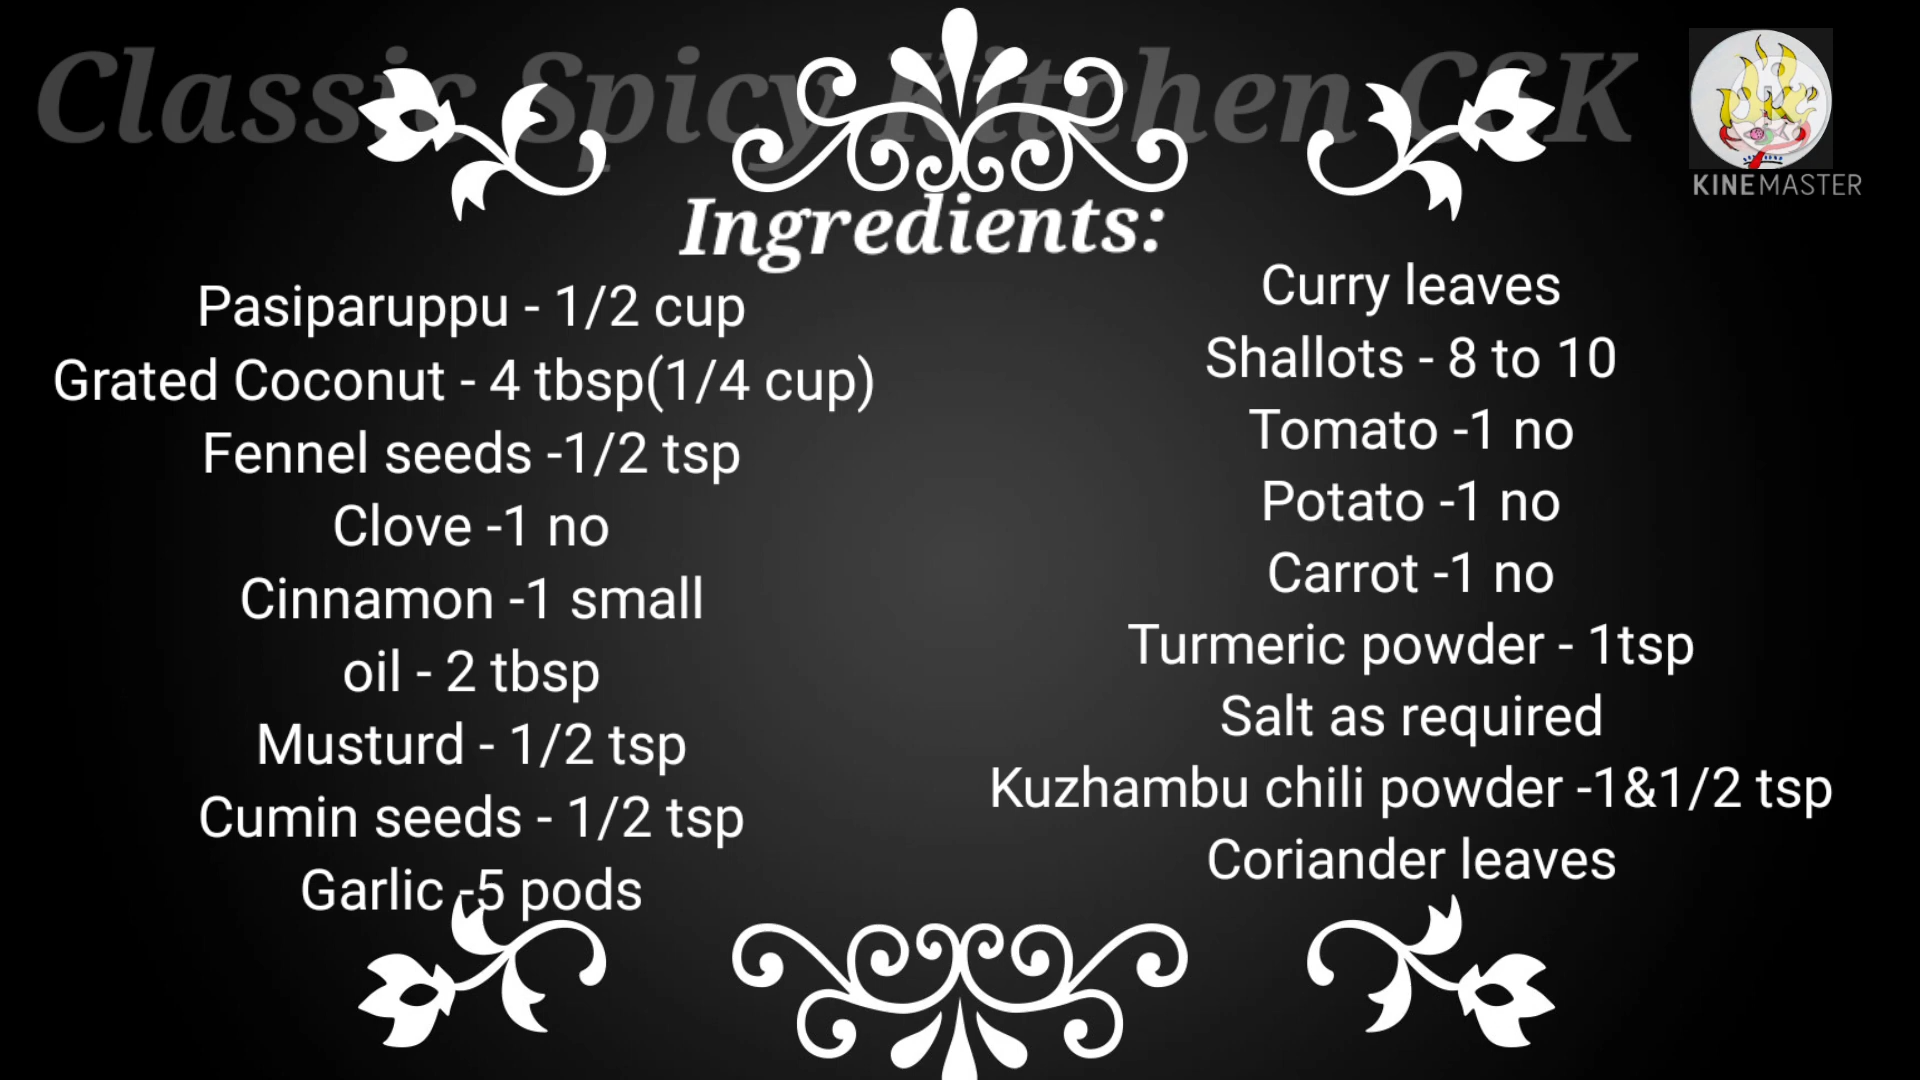 Classic Spicy Kitchen CSK
KINEMASTER
Ingredients:
Pasiparuppu - 1/2 cup
Grated Coconut - 4 tbsp(1/4 cup)
Fennel seeds -1/2 tsp
Clove -1 no
Cinnamon -1 small
oil - 2 tbsp
Musturd - 1/2 tsp
Cumin seeds - 1/2 tsp
Garlic -5 pods
Curry leaves
Shallots - 8 to 10
Tomato -1 no
Potato -1 no
Carrot -1 no
Turmeric powder - 1tsp
Salt as required
Kuzhambu chili powder -1&1/2 tsp
Coriander leaves